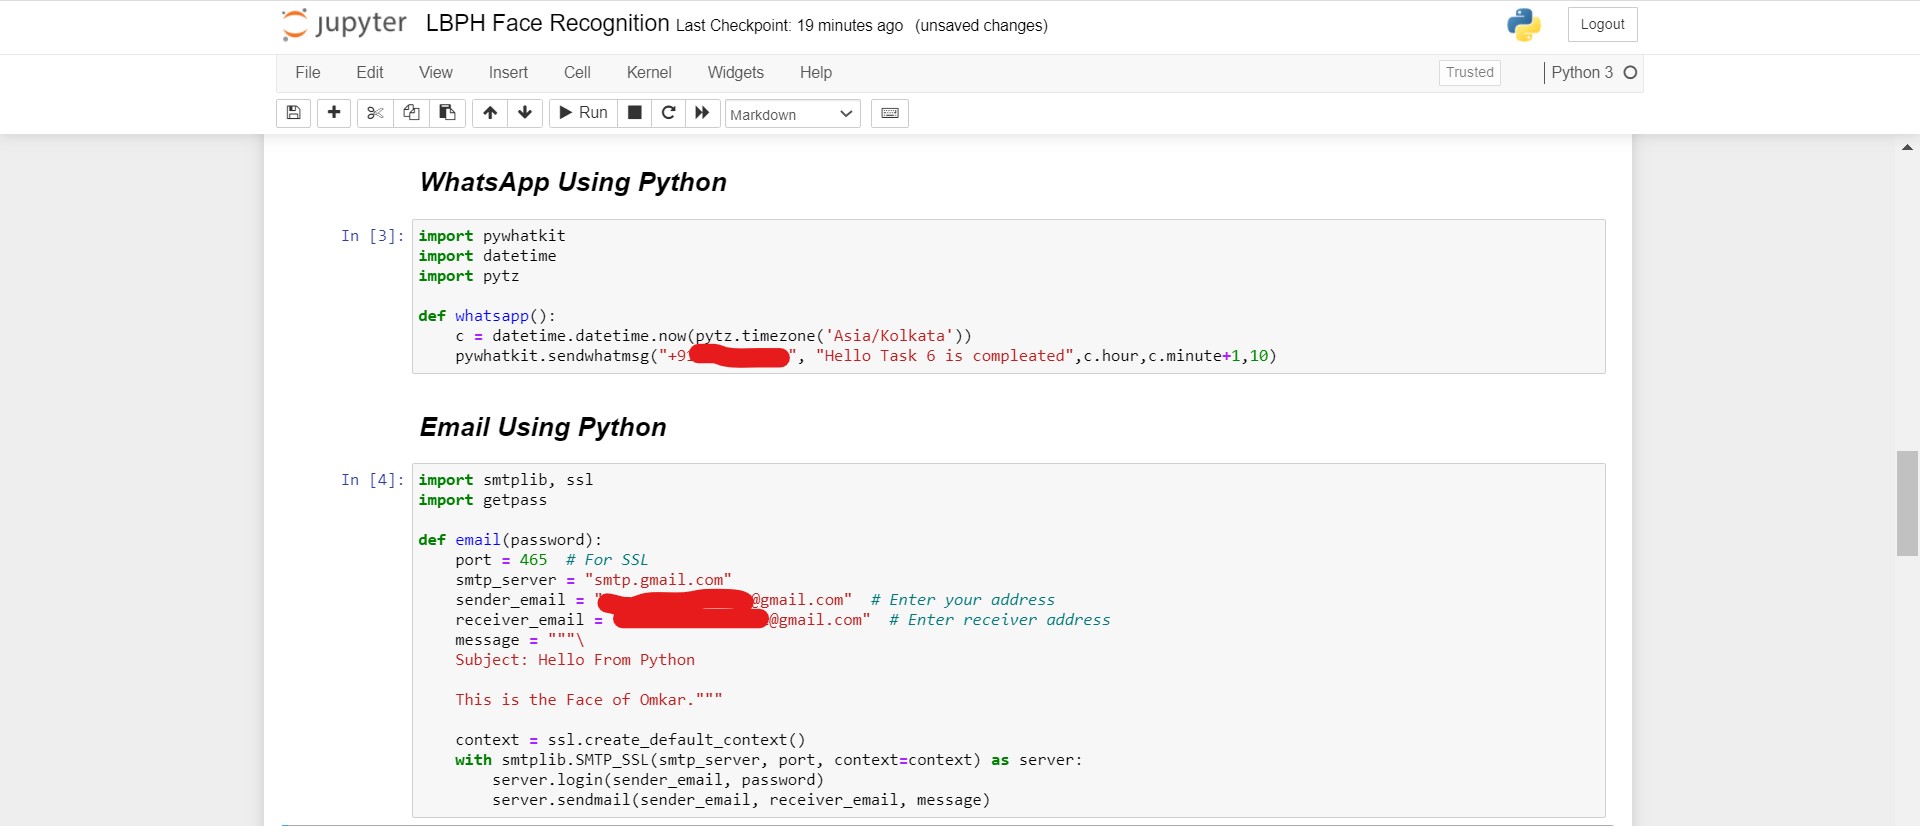 jupyter LBPH Face Recognition Last Checkpoint: 19 minutes ago (unsaved changes) Logout
File Edit View Insert Cell Kernel Widgets Help Trusted Python 3
Run Markdown
WhatsApp Using Python
In [3]: import pywhatkit
import datetime
import pytz
def whatsapp():
c = datetime.datetime.now(pytz.timezone('Asia/Kolkata'))
pywhatkit.sendwhatmsg("+91 ", "Hello Task 6 is compleated",c.hour,c.minute+1,10)
Email Using Python
In [4]: import smtplib, ssl
import getpass
def email(password):
port = 465 # For SSL
smtp_server = "smtp.gmail.com"
sender_email = " @gmail.com" # Enter your address
receiver_email = @gmail.com" # Enter receiver address
message = """\
Subject: Hello From Python
This is the Face of Omkar."""
context = ssl.create_default_context()
with smtplib.SMTP_SSL(smtp_server, port, context=context) as server:
server.login(sender_email, password)
server.sendmail(sender_email, receiver_email, message)